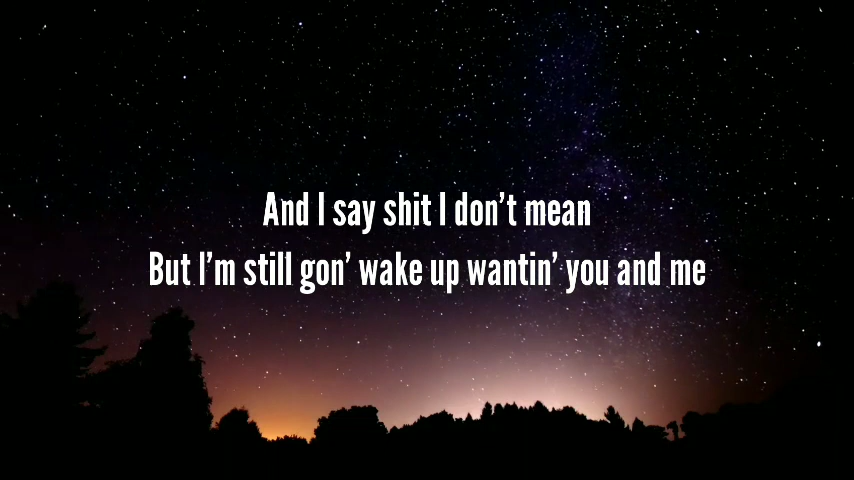 And I say shit I don’t mean
But I’m still gon’ wake up wantin’ you and me